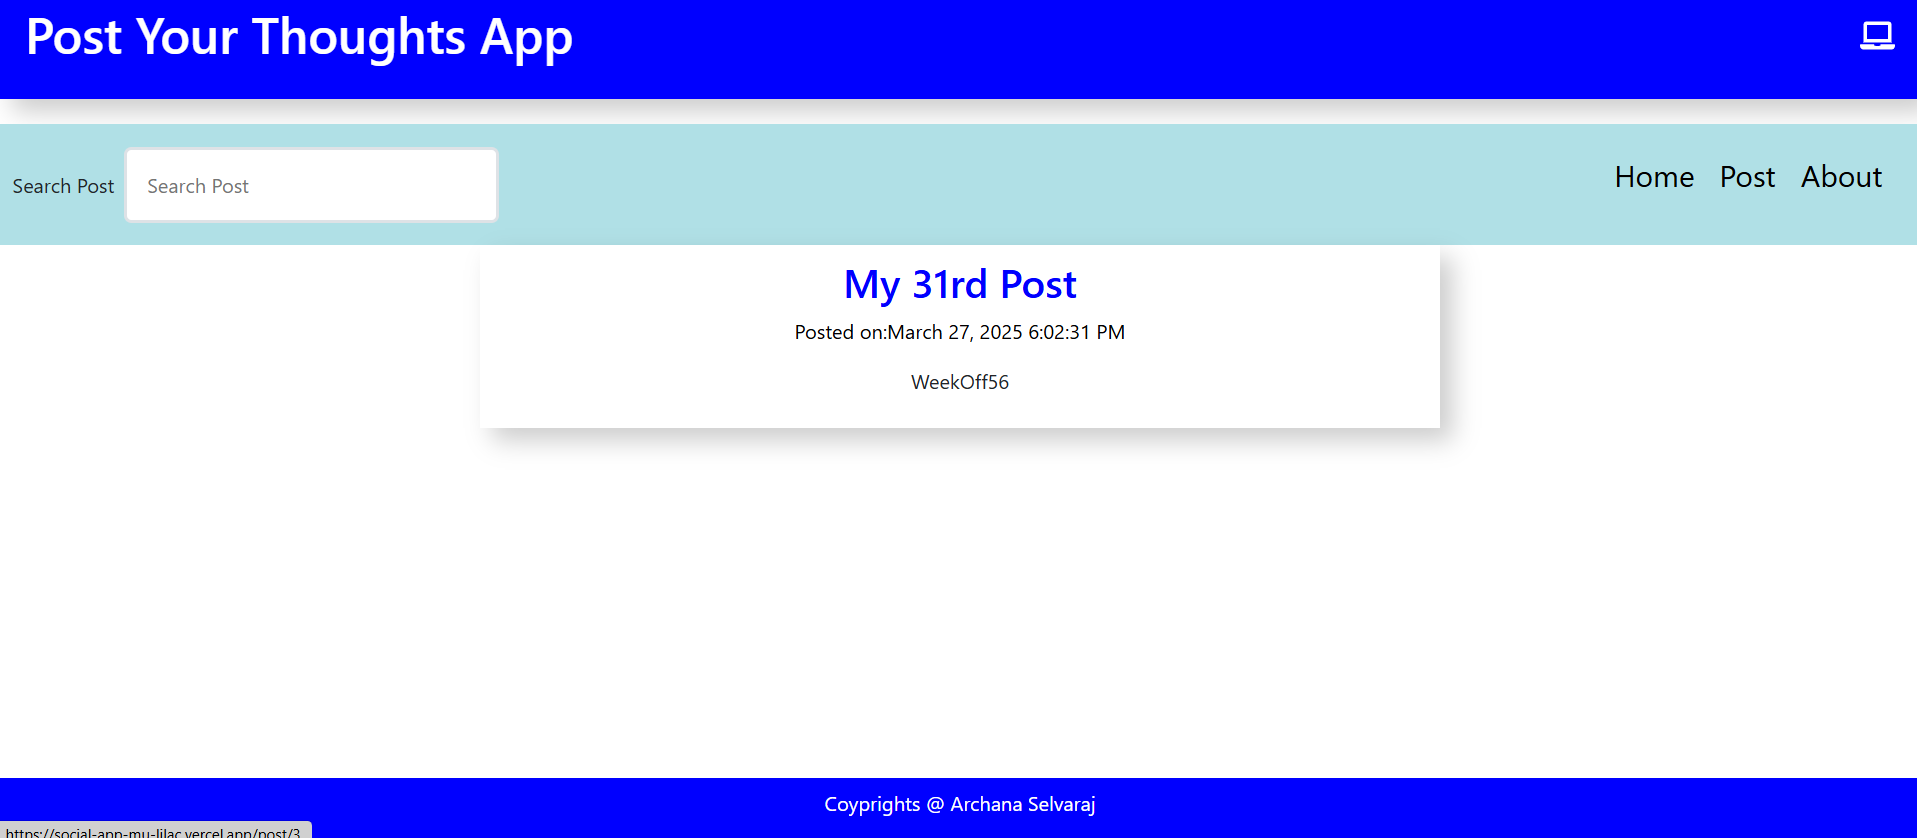 Post Your Thoughts App
Search Post
Search Post
Home Post About
My 31rd Post
Posted on:March 27, 2025 6:02:31 PM
WeekOff56
Coyprights @ Archana Selvaraj
https://social-app-mu-lilac.vercel.app/post/3